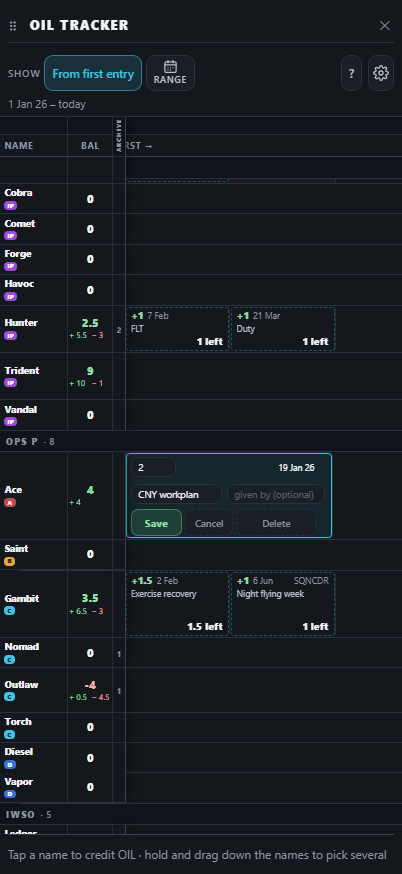 OIL TRACKER
SHOW From first entry RANGE ?
1 Jan 26 – today
NAME BAL ARCHIVE RST →
Cobra 0
IP
Comet 0
IP
Forge 0
IP
Havoc 0
IP
Hunter 2.5 2 +1 7 Feb +1 21 Mar
IP + 5.5 − 3 FLT Duty
1 left 1 left
Trident 9
IP + 10 − 1
Vandal 0
IP
OPS P · 8
2 19 Jan 26
Ace 4 CNY workplan given by (optional)
A + 4
Save Cancel Delete
Saint 0
B
Gambit 3.5 +1.5 2 Feb +1 6 Jun SQNCDR
C + 6.5 − 3 Exercise recovery Night flying week
1.5 left 1 left
Nomad 0 1
C
Outlaw -4 1
C + 0.5 − 4.5
Torch 0
C
Diesel 0
D
Vapor 0
D
IWSO · 5
Tap a name to credit OIL · hold and drag down the names to pick several